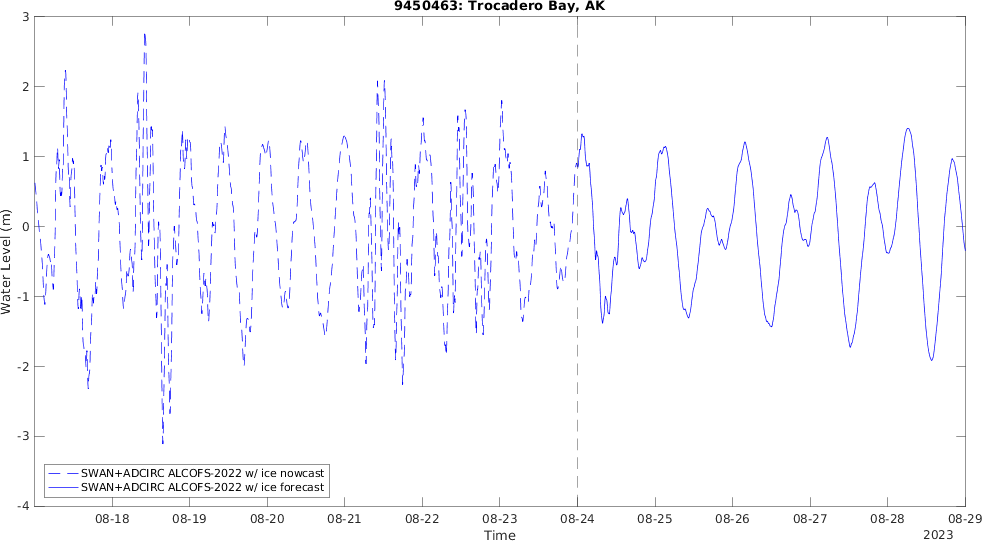 9450463: Trocadero Bay, AK
3
2
1
0
-1
-2
-3
-4
Water Level (m)
SWAN+ADCIRC ALCOFS-2022 w/ ice nowcast
SWAN+ADCIRC ALCOFS-2022 w/ ice forecast
08-18 08-19 08-20 08-21 08-22 08-23 08-24 08-25 08-26 08-27 08-28 08-29
Time
2023